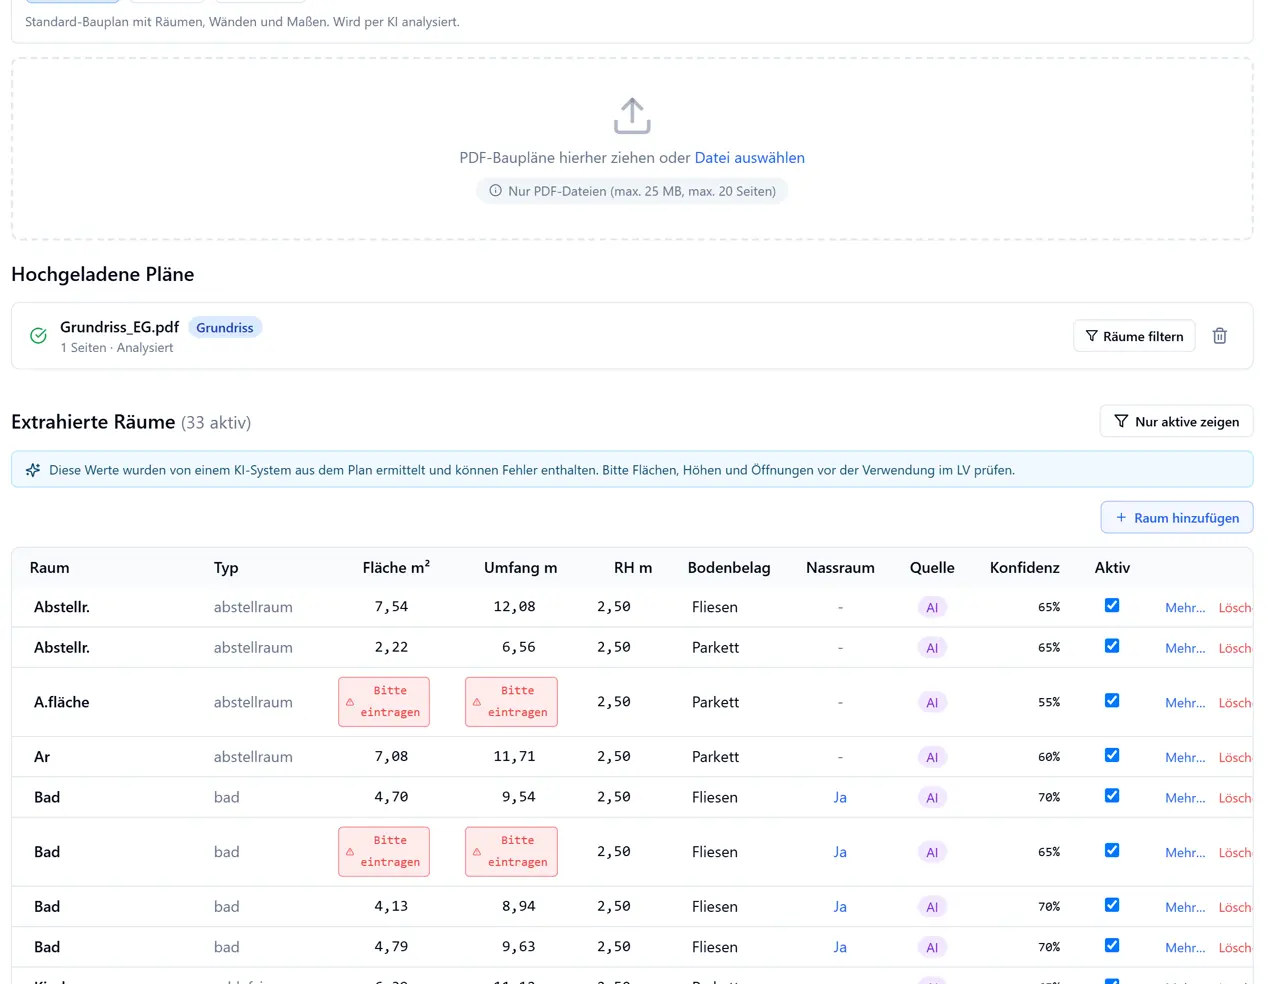 Standard-Bauplan mit Räumen, Wänden und Maßen. Wird per KI analysiert.
PDF-Baupläne hierher ziehen oder Datei auswählen
Nur PDF-Dateien (max. 25 MB, max. 20 Seiten)
Hochgeladene Pläne
Grundriss_EG.pdf Grundriss
1 Seiten · Analysiert
Räume filtern
Extrahierte Räume (33 aktiv)
Nur aktive zeigen
Diese Werte wurden von einem KI-System aus dem Plan ermittelt und können Fehler enthalten. Bitte Flächen, Höhen und Öffnungen vor der Verwendung im LV prüfen.
+ Raum hinzufügen
Raum Typ Fläche m² Umfang m RH m Bodenbelag Nassraum Quelle Konfidenz Aktiv
Abstellr. abstellraum 7,54 12,08 2,50 Fliesen - AI 65% Mehr... Lösch
Abstellr. abstellraum 2,22 6,56 2,50 Parkett - AI 65% Mehr... Lösch
A.fläche abstellraum Bitte eintragen Bitte eintragen 2,50 Parkett - AI 55% Mehr... Lösch
Ar abstellraum 7,08 11,71 2,50 Parkett - AI 60% Mehr... Lösch
Bad bad 4,70 9,54 2,50 Fliesen Ja AI 70% Mehr... Lösch
Bad bad Bitte eintragen Bitte eintragen 2,50 Fliesen Ja AI 65% Mehr... Lösch
Bad bad 4,13 8,94 2,50 Fliesen Ja AI 70% Mehr... Lösch
Bad bad 4,79 9,63 2,50 Fliesen Ja AI 70% Mehr... Lösch